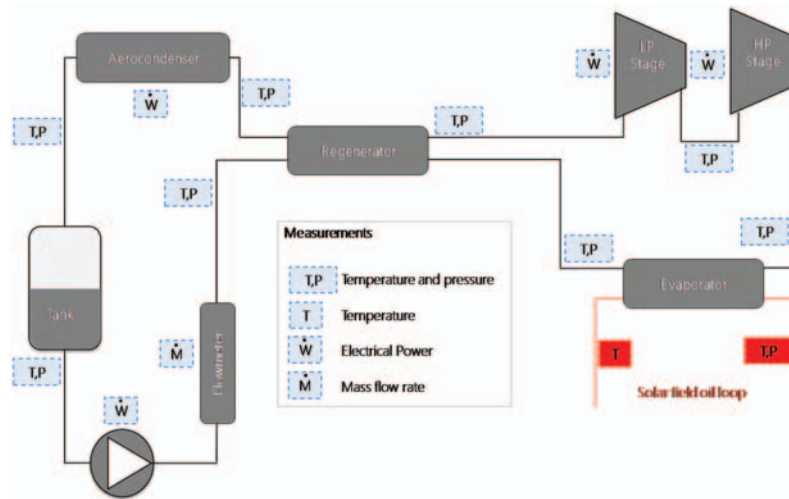 Aerocondenser
LP
Stage
HP
Stage
Ẇ
Ẇ
Ẇ
T,P
T,P
T,P
Regenerator
T,P
T,P
Measurements
T,P Temperature and pressure
T Temperature
Ẇ Electrical Power
Ṁ Mass flow rate
T,P
T,P
Evaporator
Tank
T,P
Ṁ
Flowmeter
Ẇ
T
T,P
Solar field oil loop